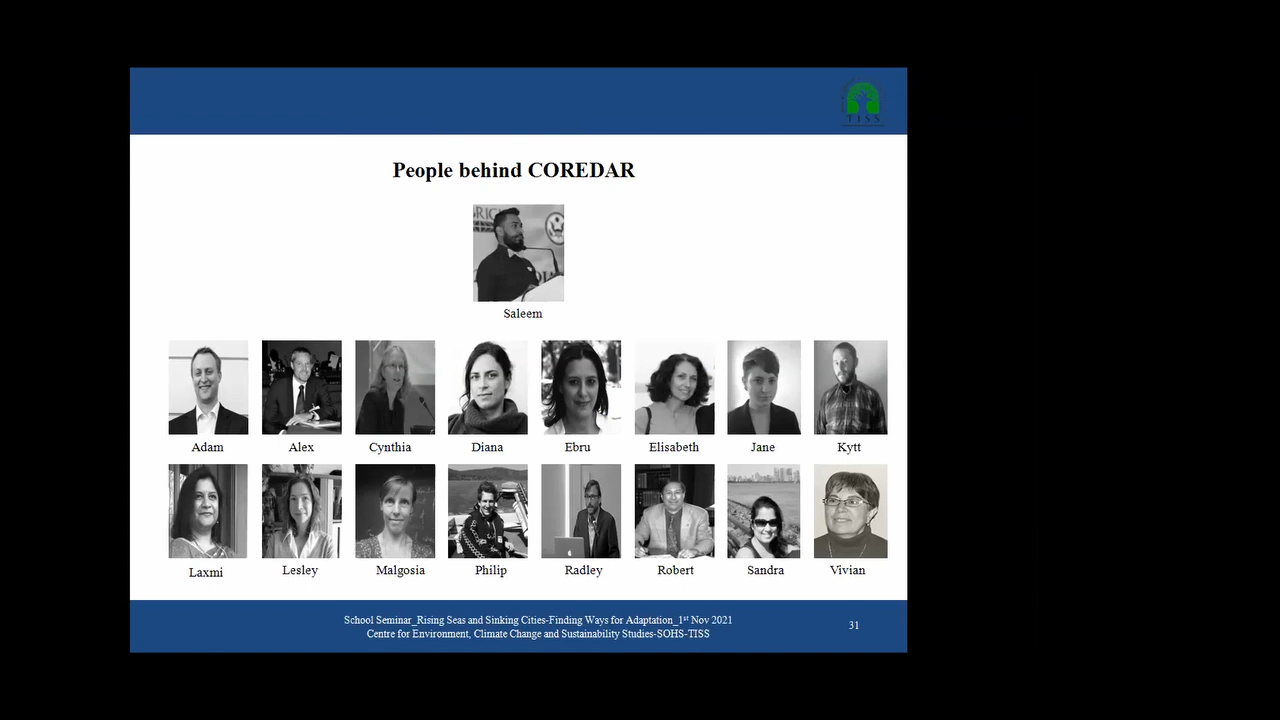 TISS
People behind COREDAR
Saleem
Adam Alex Cynthia Diana Ebru Elisabeth Jane Kytt
Laxmi Lesley Malgosia Philip Radley Robert Sandra Vivian
School Seminar_Rising Seas and Sinking Cities-Finding Ways for Adaptation_1st Nov 2021
Centre for Environment, Climate Change and Sustainability Studies-SOHS-TISS
31